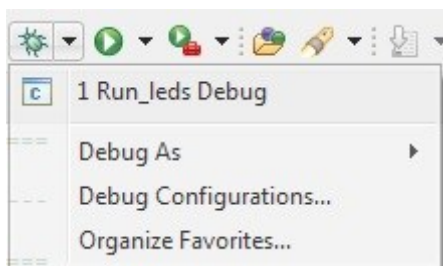 c 1 Run_leds Debug
Debug As
Debug Configurations...
Organize Favorites...